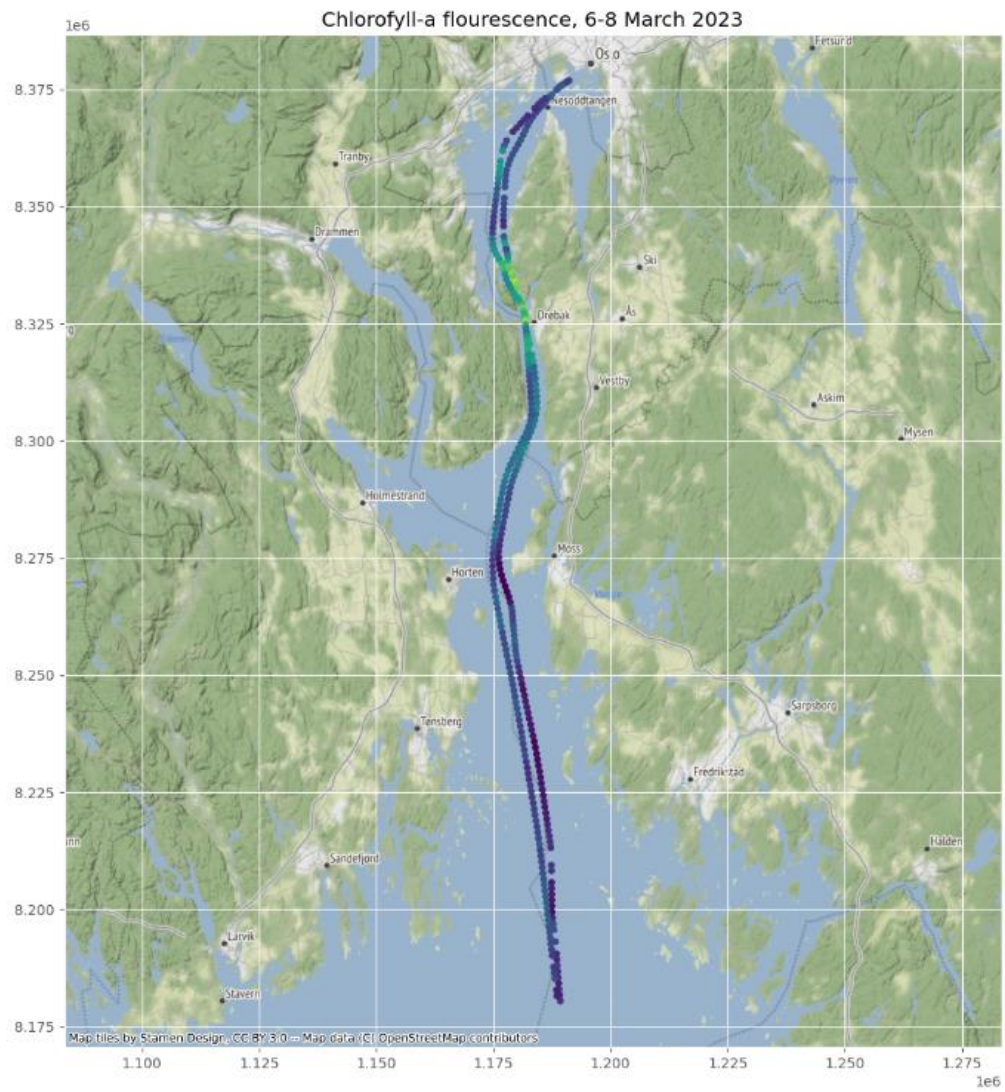 Chlorofyll-a flourescence, 6-8 March 2023
1e6
Fetsund
Oslo
8.375
Nesoddtangen
Tranby
8.350
Drammen
Ski
8.325
Drøbak
Ås
Vestby
Askim
8.300
Mysen
Holmestrand
8.275
Moss
Horten
8.250
Sarpsborg
Tønsberg
Fredrikstad
8.225
Halden
Sandefjord
8.200
Larvik
Stavern
8.175
Map tiles by Stamen Design, CC BY 3.0 -- Map data (C) OpenStreetMap contributors
1.100 1.125 1.150 1.175 1.200 1.225 1.250 1.275
1e6